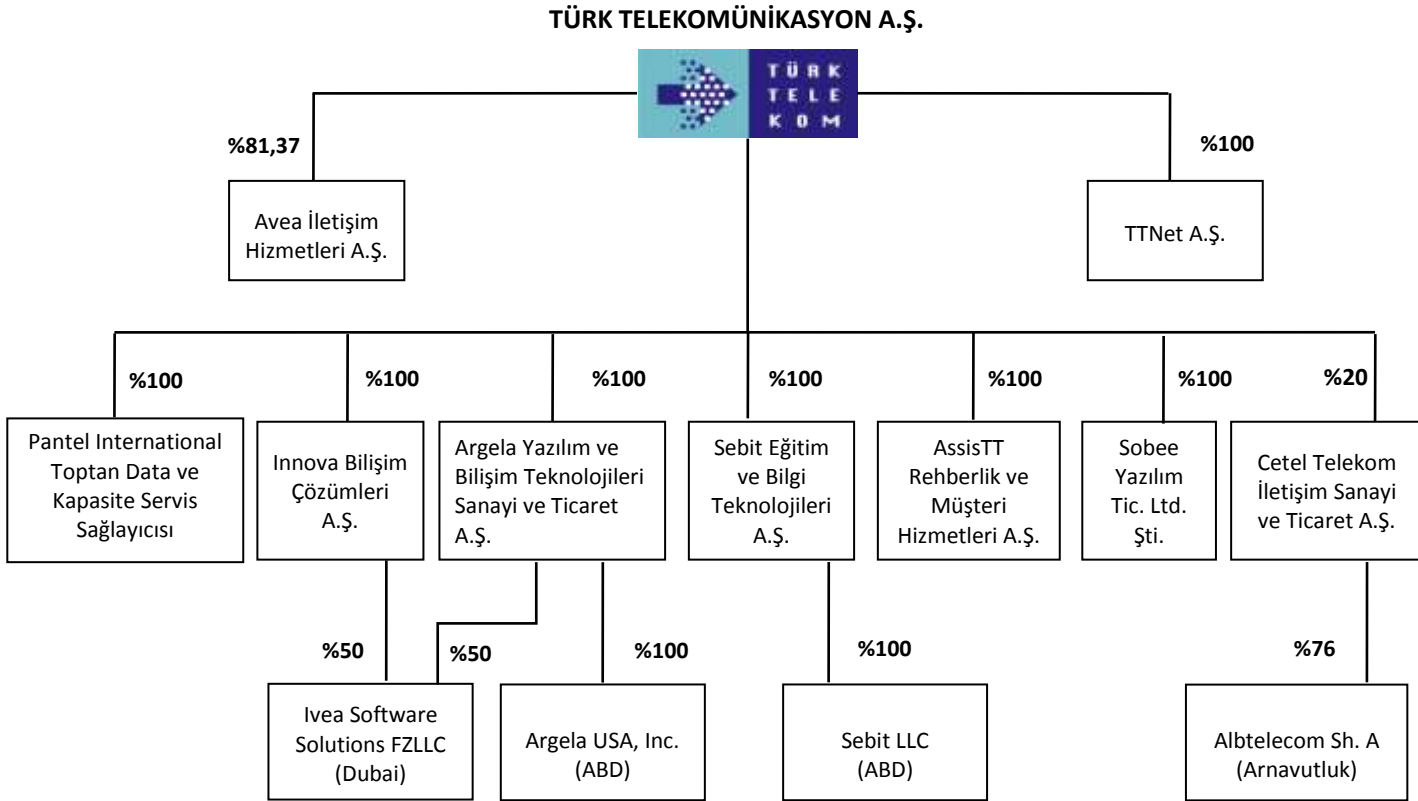 TÜRK TELEKOMÜNİKASYON A.Ş.
TÜRK
TELE
KOM
%81,37
%100
Avea İletişim
Hizmetleri A.Ş.
TTNet A.Ş.
%100
%100
%100
%100
%100
%100
%20
Pantel International
Toptan Data ve
Kapasite Servis
Sağlayıcısı
Innova Bilişim
Çözümleri
A.Ş.
Argela Yazılım ve
Bilişim Teknolojileri
Sanayi ve Ticaret
A.Ş.
Sebit Eğitim
ve Bilgi
Teknolojileri
A.Ş.
AssisTT
Rehberlik ve
Müşteri
Hizmetleri A.Ş.
Sobee
Yazılım
Tic. Ltd.
Şti.
Cetel Telekom
İletişim Sanayi
ve Ticaret A.Ş.
%50
%50
%100
%100
%76
Ivea Software
Solutions FZLLC
(Dubai)
Argela USA, Inc.
(ABD)
Sebit LLC
(ABD)
Albtelecom Sh. A
(Arnavutluk)